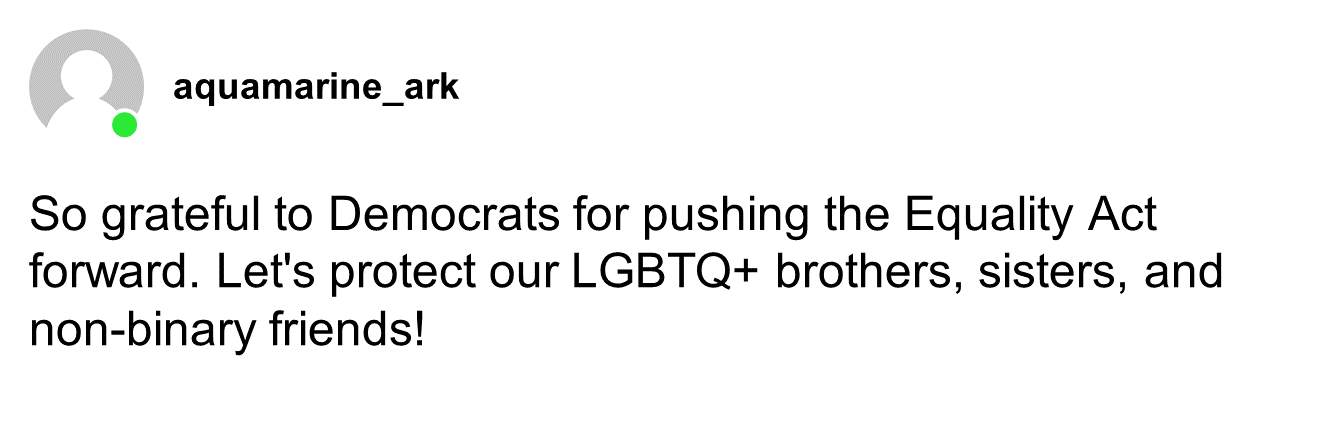 aquamarine_ark
So grateful to Democrats for pushing the Equality Act
forward. Let's protect our LGBTQ+ brothers, sisters, and
non-binary friends!